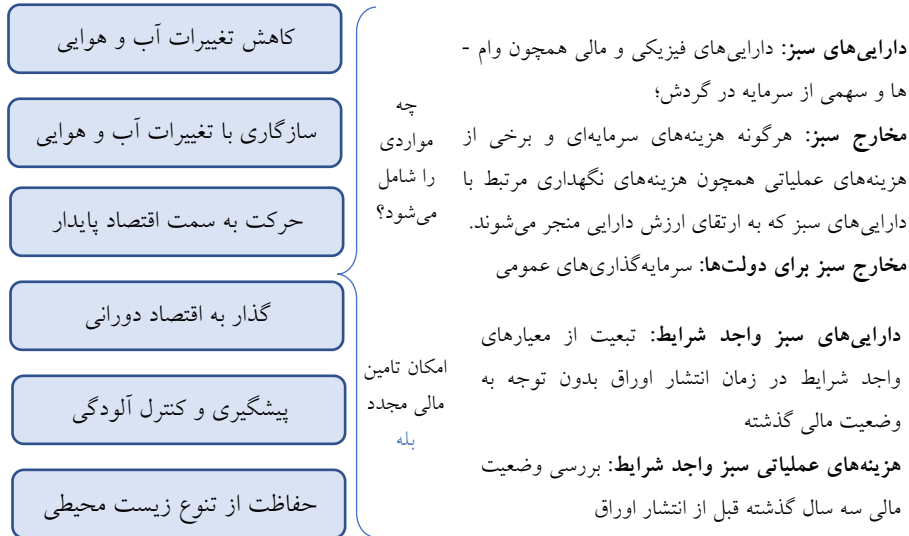 کاهش تغییرات آب و هوایی
سازگاری با تغییرات آب و هوایی
حرکت به سمت اقتصاد پایدار
گذار به اقتصاد دورانی
پیشگیری و کنترل آلودگی
حفاظت از تنوع زیست محیطی
چه
مواردی
را شامل
می‌شود؟
امکان تامین
مالی مجدد
بله
دارایی‌های سبز: دارایی‌های فیزیکی و مالی همچون وام -
ها و سهمی از سرمایه در گردش؛
مخارج سبز: هرگونه هزینه‌های سرمایه‌ای و برخی از
هزینه‌های عملیاتی همچون هزینه‌های نگهداری مرتبط با
دارایی‌های سبز که به ارتقای ارزش دارایی منجر می‌شوند.
مخارج سبز برای دولت‌ها: سرمایه‌گذاری‌های عمومی
دارایی‌های سبز واجد شرایط: تبعیت از معیارهای
واجد شرایط در زمان انتشار اوراق بدون توجه به
وضعیت مالی گذشته
هزینه‌های عملیاتی سبز واجد شرایط: بررسی وضعیت
مالی سه سال گذشته قبل از انتشار اوراق